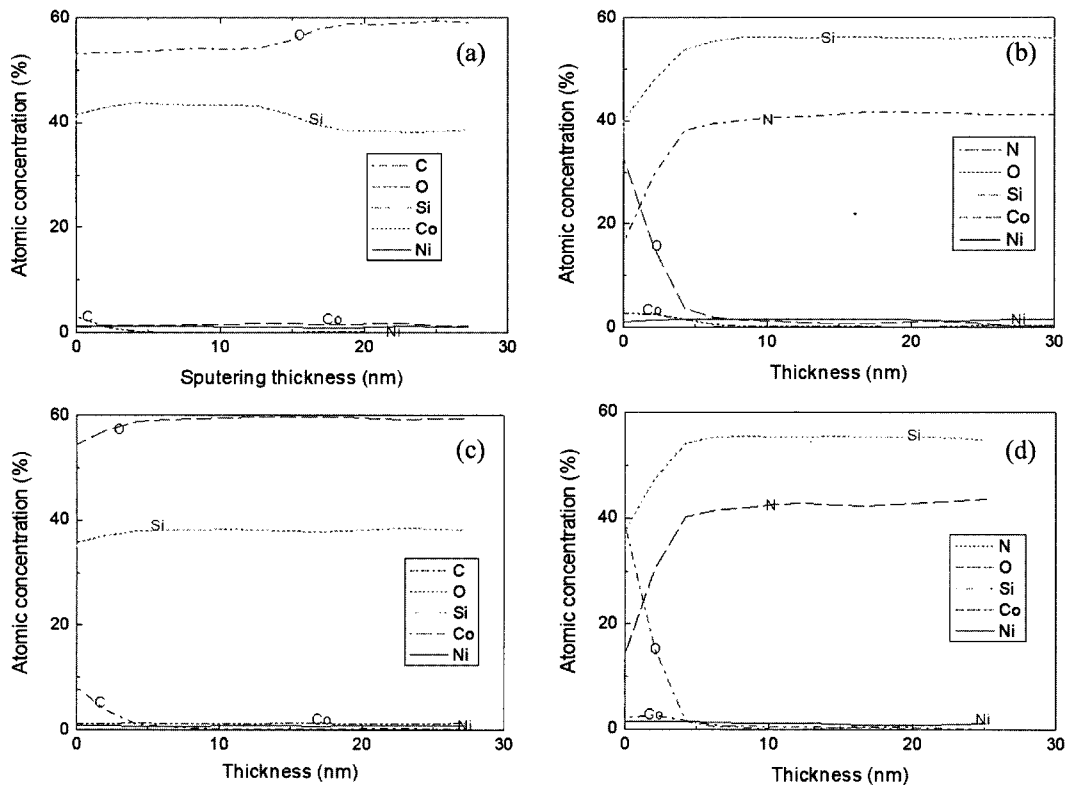 60
40
20
0
Atomic concentration (%)
(a)
O
Si
C
Co
Ni
C
O
Si
Co
Ni
0
10
20
30
Sputering thickness (nm)
60
40
20
0
Atomic concentration (%)
(b)
Si
N
O
Co
Ni
N
O
Si
Co
Ni
0
10
20
30
Thickness (nm)
60
40
20
0
Atomic concentration (%)
(c)
O
Si
C
Co
Ni
C
O
Si
Co
Ni
0
10
20
30
Thickness (nm)
60
40
20
0
Atomic concentration (%)
(d)
Si
N
O
Co
Ni
N
O
Si
Co
Ni
0
10
20
30
Thickness (nm)